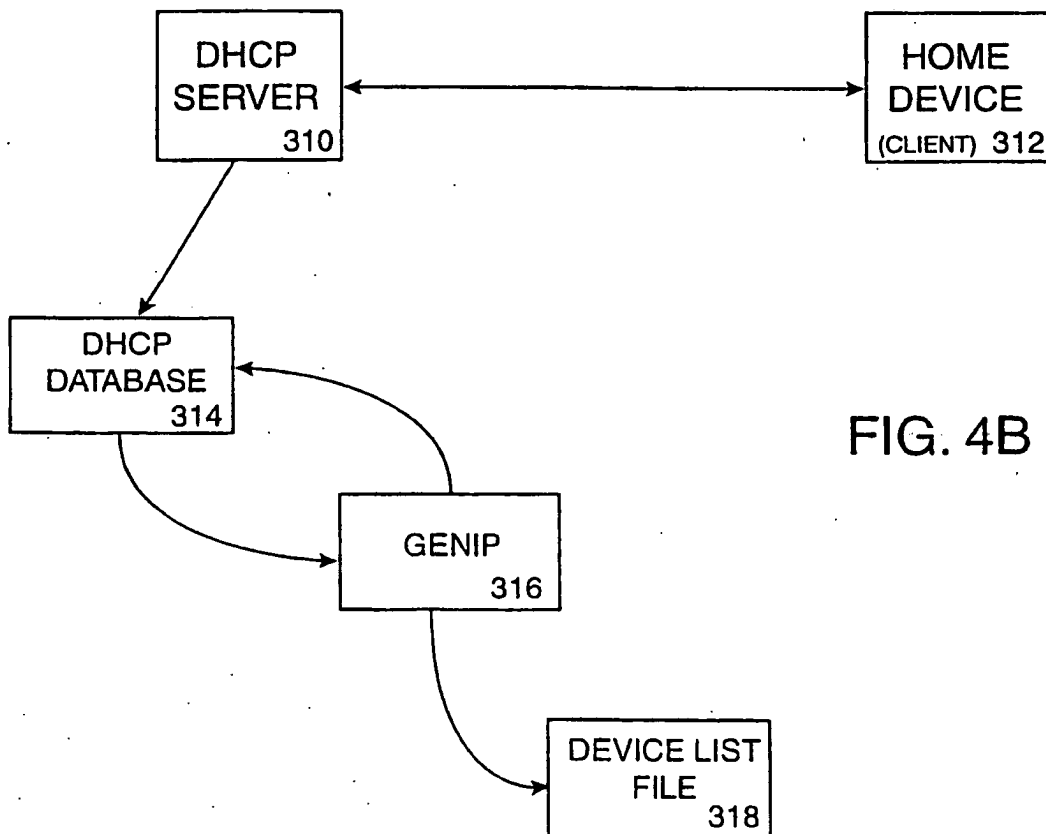 DHCP
SERVER
310
HOME
DEVICE
(CLIENT) 312
DHCP
DATABASE
314
FIG. 4B
GENIP
316
DEVICE LIST
FILE
318